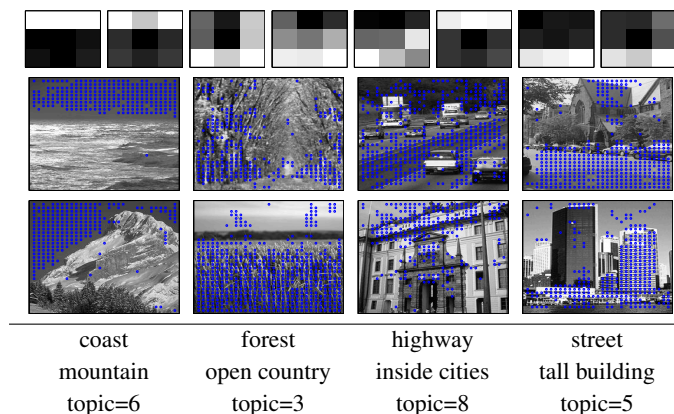 coast forest highway street
mountain open country inside cities tall building
topic=6 topic=3 topic=8 topic=5